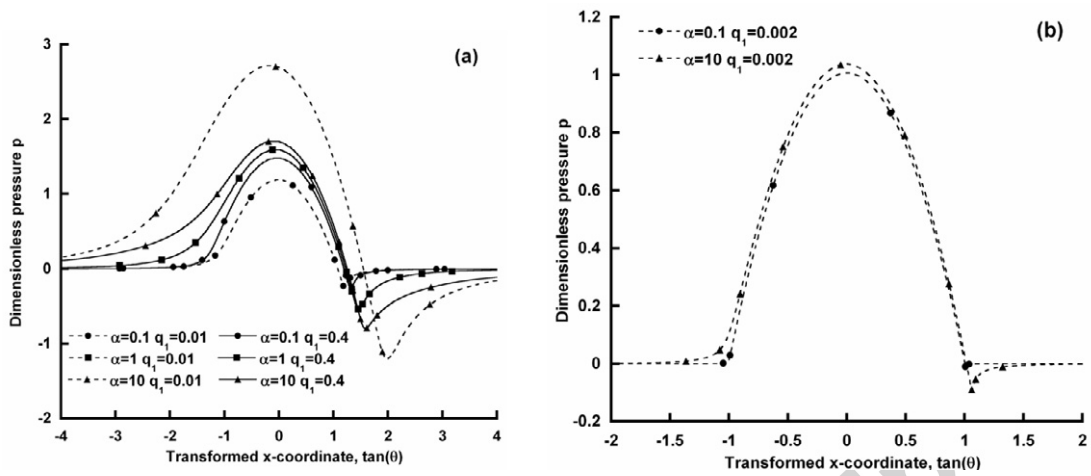 (a)
Dimensionless pressure p
3
2
1
0
-1
-2
α=0.1 q1=0.01
α=1 q1=0.01
α=10 q1=0.01
α=0.1 q1=0.4
α=1 q1=0.4
α=10 q1=0.4
-4 -3 -2 -1 0 1 2 3 4
Transformed x-coordinate, tan(θ)
(b)
Dimensionless pressure p
1.2
1
0.8
0.6
0.4
0.2
0
-0.2
α=0.1 q1=0.002
α=10 q1=0.002
-2 -1.5 -1 -0.5 0 0.5 1 1.5 2
Transformed x-coordinate, tan(θ)